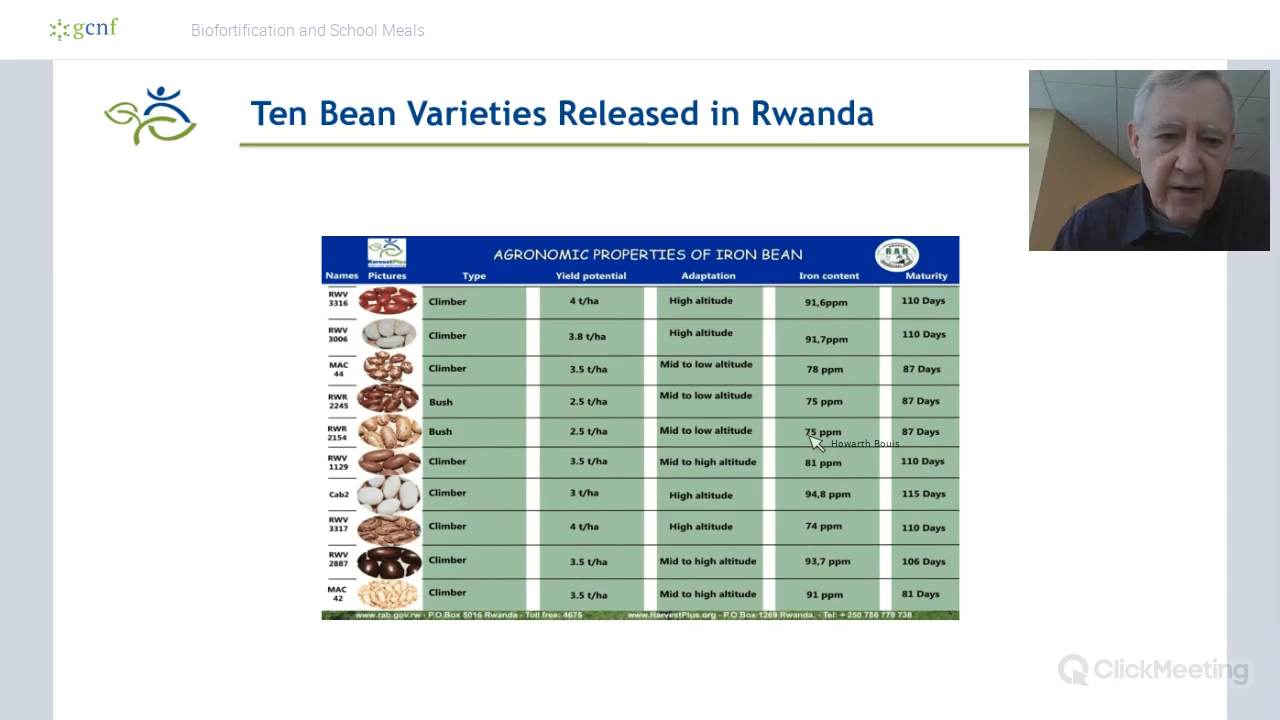 gcnf
Biofortification and School Meals
Ten Bean Varieties Released in Rwanda
AGRONOMIC PROPERTIES OF IRON BEAN
HarvestPlus
RAB
Names Pictures Type Yield potential Adaptation Iron content Maturity
RWV 3316 Climber 4 t/ha High altitude 91,6ppm 110 Days
RWV 3006 Climber 3.8 t/ha High altitude 91,7ppm 110 Days
MAC 44 Climber 3.5 t/ha Mid to low altitude 78 ppm 87 Days
RWR 2245 Bush 2.5 t/ha Mid to low altitude 75 ppm 87 Days
RWR 2154 Bush 2.5 t/ha Mid to low altitude 75 ppm 87 Days
Howarth Bouis
RWV 1129 Climber 3.5 t/ha Mid to high altitude 81 ppm 110 Days
Cab2 Climber 3 t/ha High altitude 94,8 ppm 115 Days
RWV 3317 Climber 4 t/ha High altitude 74 ppm 110 Days
RWV 2887 Climber 3.5 t/ha Mid to high altitude 93,7 ppm 106 Days
MAC 42 Climber 3.5 t/ha Mid to high altitude 91 ppm 81 Days
www.rab.gov.rw - P.O.Box 5016 Rwanda - Toll free: 4675 www.HarvestPlus.org - P.O.Box 1269 Rwanda. - Tel: + 250 786 779 738
ClickMeeting